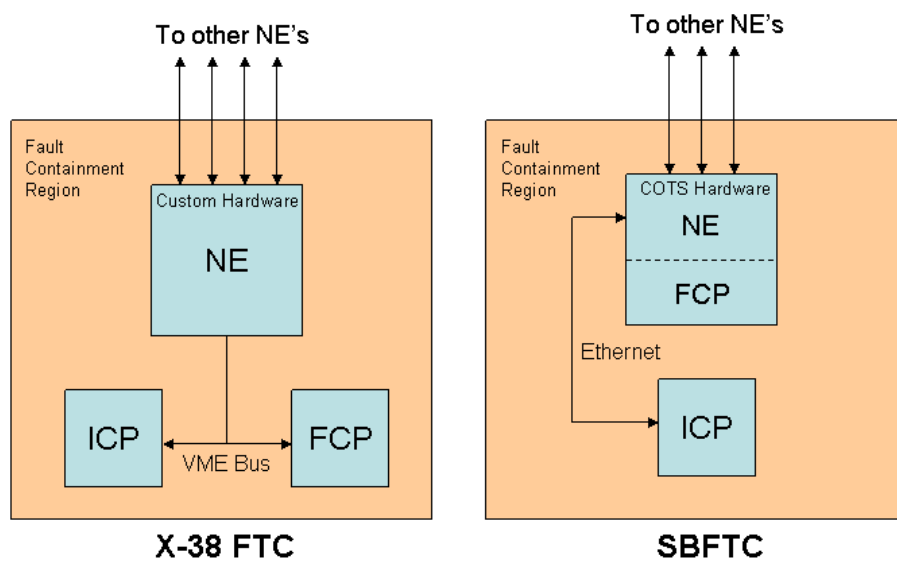 To other NE's
Fault
Containment
Region
Custom Hardware
NE
ICP
FCP
VME Bus
X-38 FTC
To other NE's
Fault
Containment
Region
COTS Hardware
NE
FCP
Ethernet
ICP
SBFTC